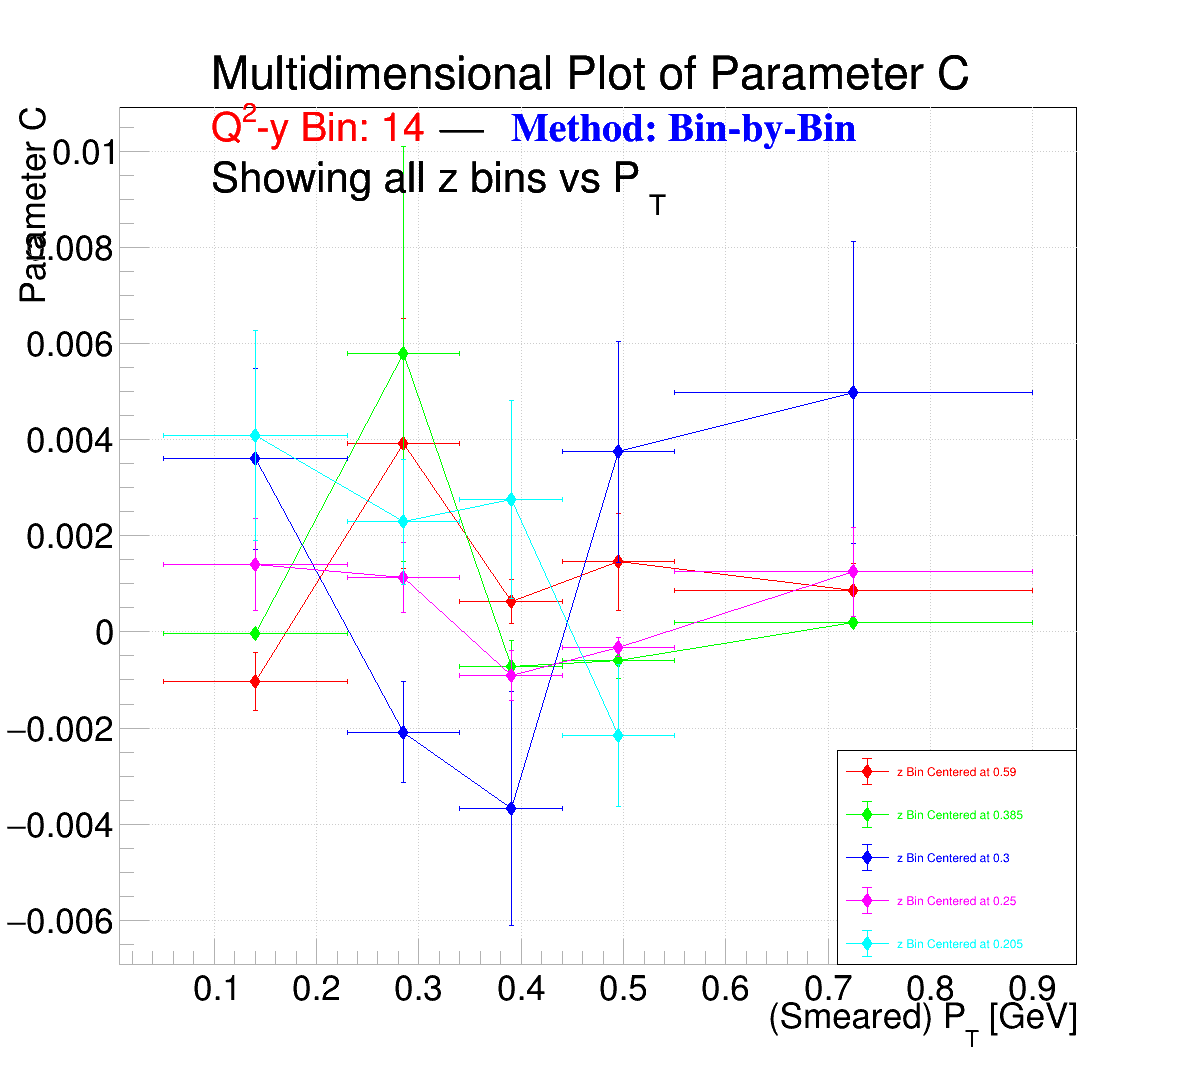 Multidimensional Plot of Parameter C
Q²-y Bin: 14 — Method: Bin-by-Bin
Showing all z bins vs P_T
Parameter C
0.01
0.008
0.006
0.004
0.002
0
−0.002
−0.004
−0.006
z Bin Centered at 0.59
z Bin Centered at 0.385
z Bin Centered at 0.3
z Bin Centered at 0.25
z Bin Centered at 0.205
0.1 0.2 0.3 0.4 0.5 0.6 0.7 0.8 0.9
(Smeared) P_T [GeV]